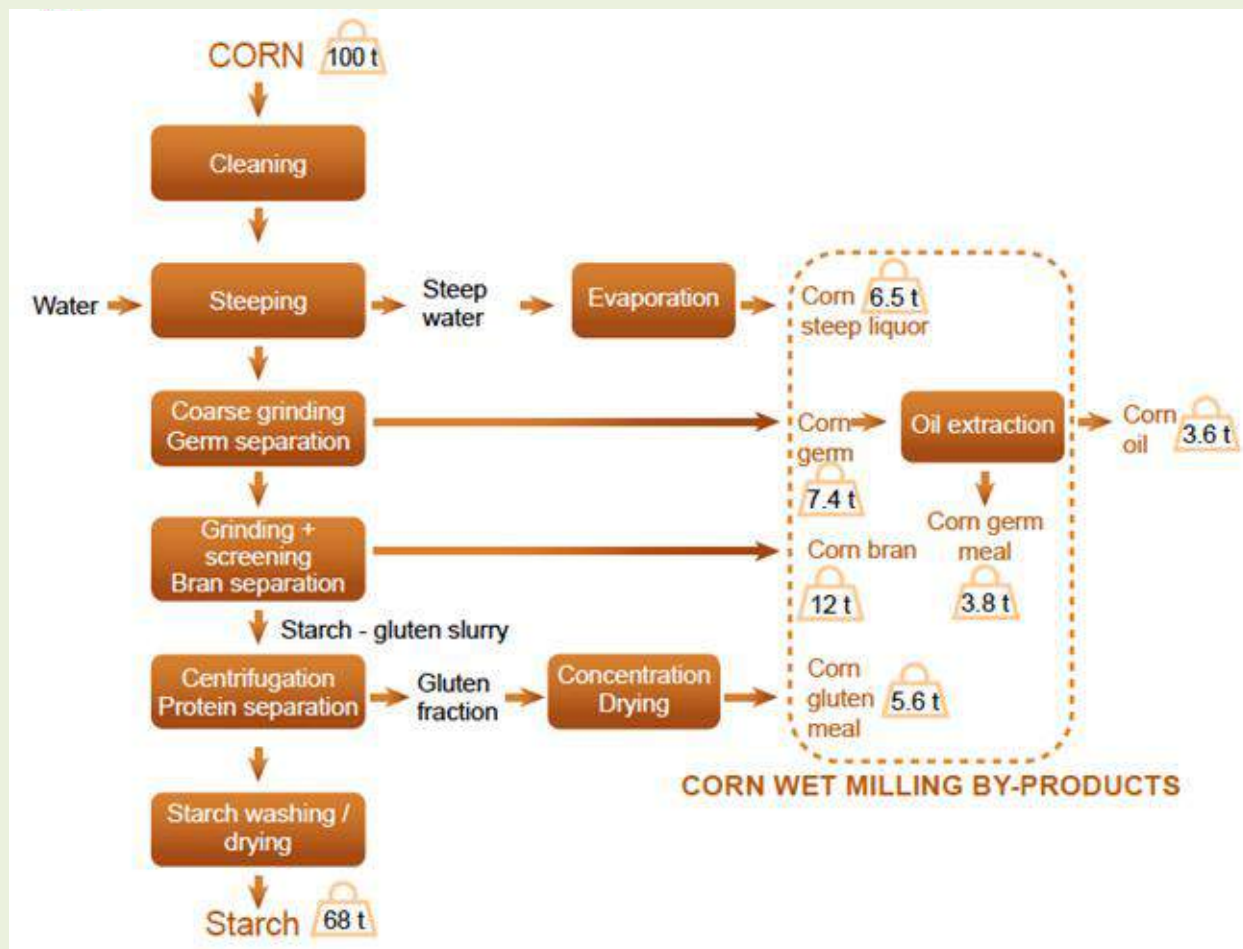 CORN 100 t
Cleaning
Water
Steeping
Steep
water
Evaporation
Corn 6.5 t
steep liquor
Coarse grinding
Germ separation
Corn
germ
7.4 t
Oil extraction
Corn
oil 3.6 t
Corn germ
meal
3.8 t
Grinding +
screening
Bran separation
Corn bran
12 t
Starch - gluten slurry
Centrifugation
Protein separation
Gluten
fraction
Concentration
Drying
Corn
gluten
meal
5.6 t
CORN WET MILLING BY-PRODUCTS
Starch washing /
drying
Starch 68 t